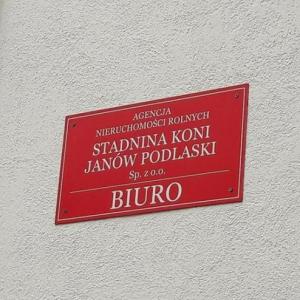 AGENCJA
NIERUCHOMOŚCI ROLNYCH
STADNINA KONI
JANÓW PODLASKI
Sp. z o.o.
BIURO